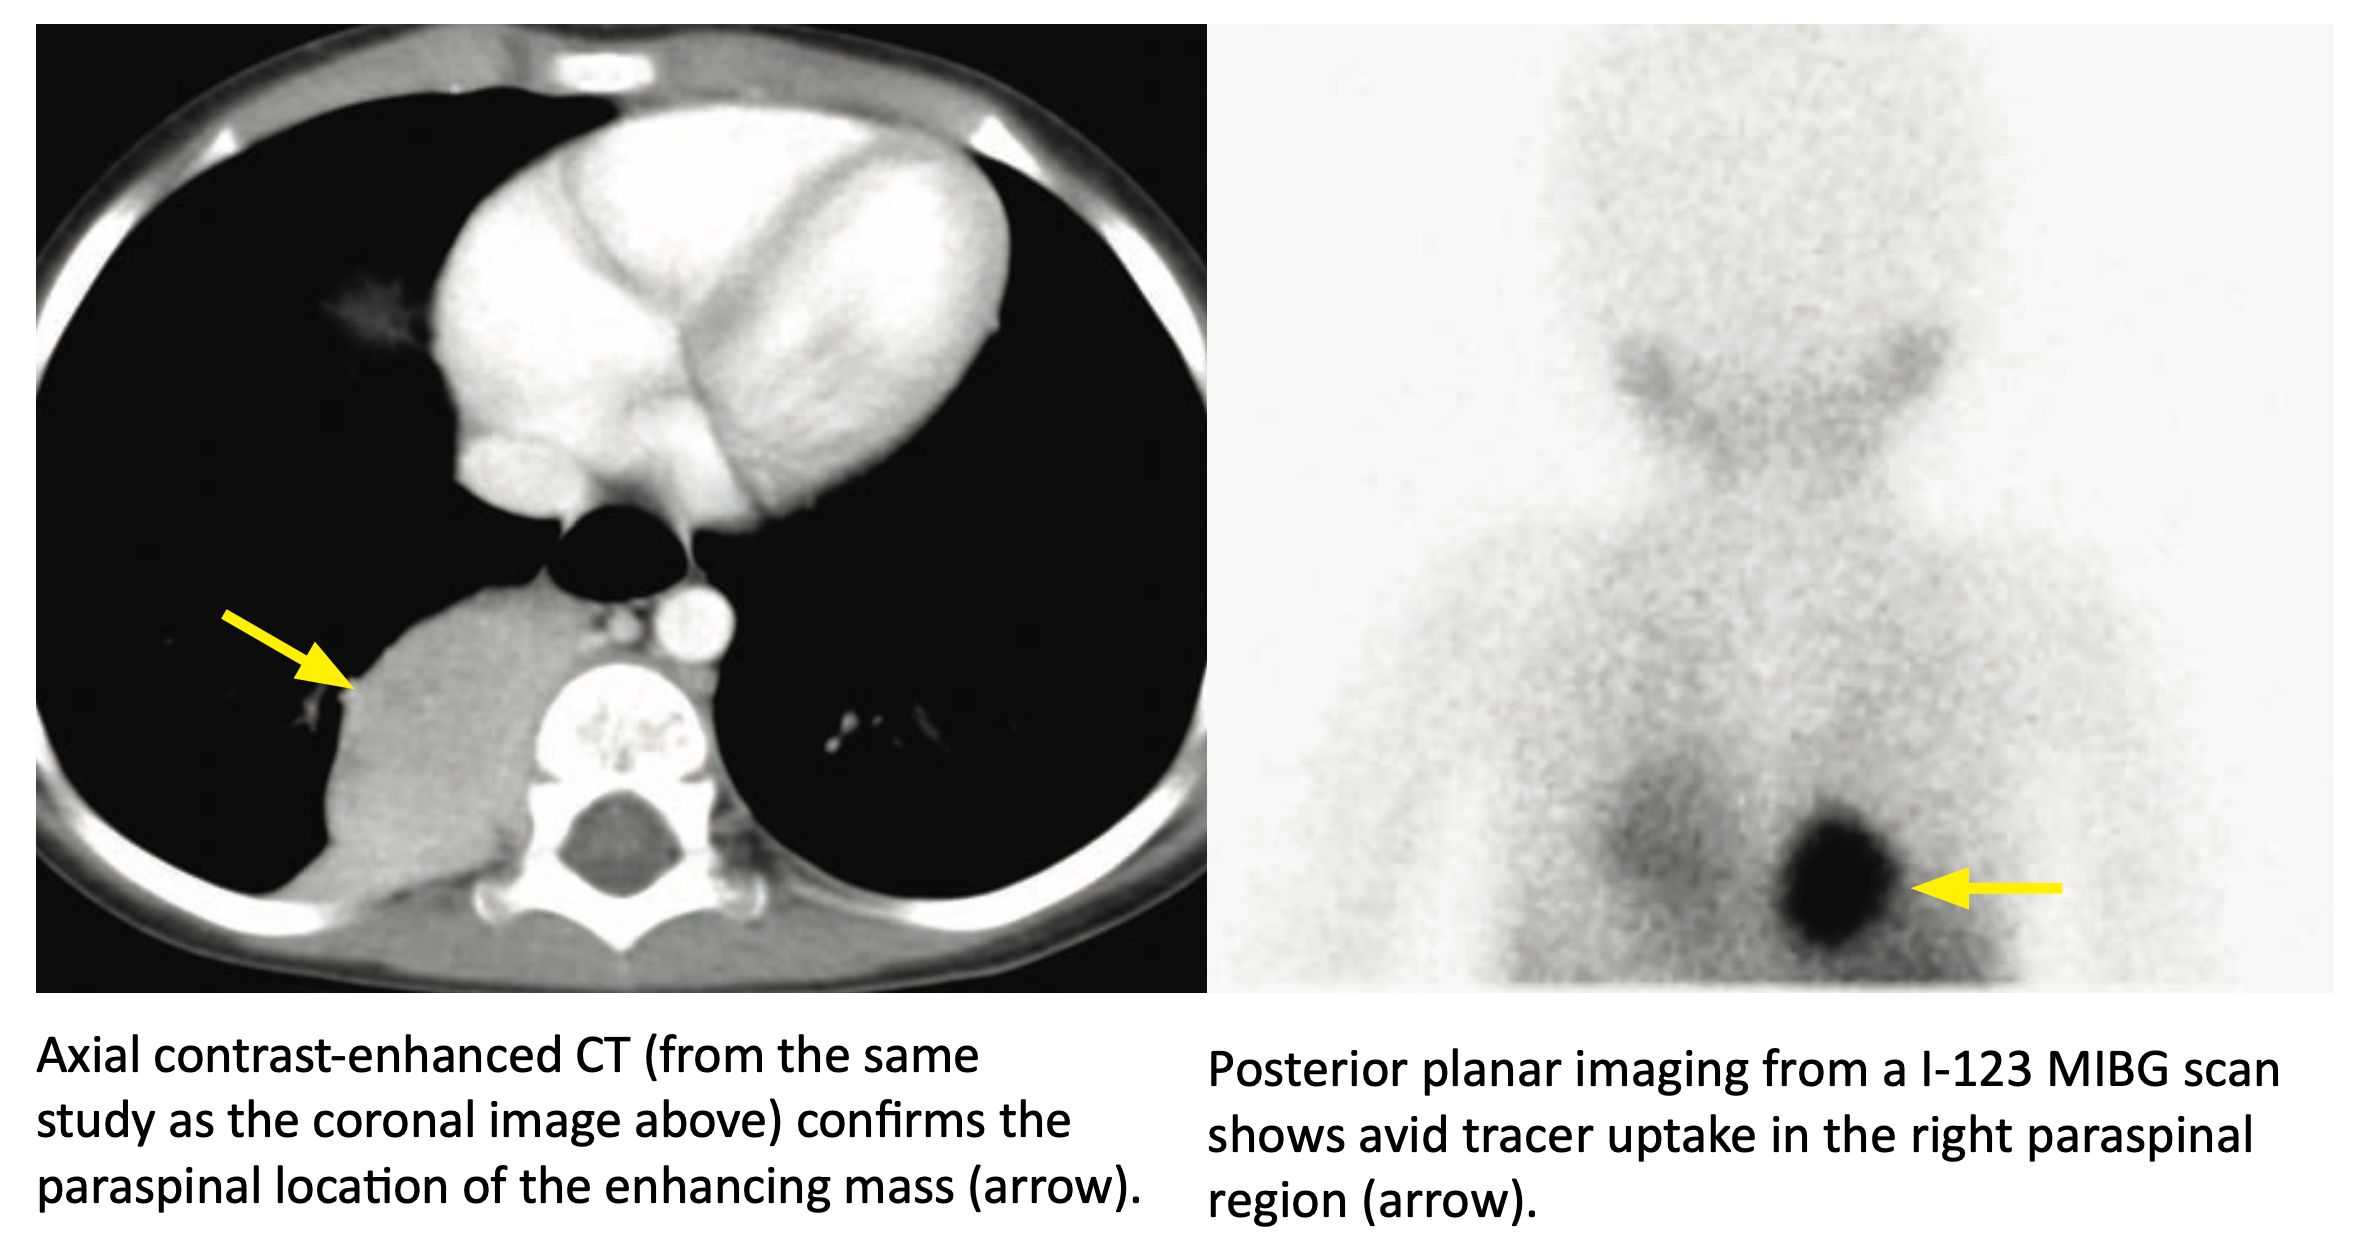 Axial contrast-enhanced CT (from the same
study as the coronal image above) confirms the
paraspinal location of the enhancing mass (arrow).
Posterior planar imaging from a I-123 MIBG scan
shows avid tracer uptake in the right paraspinal
region (arrow).